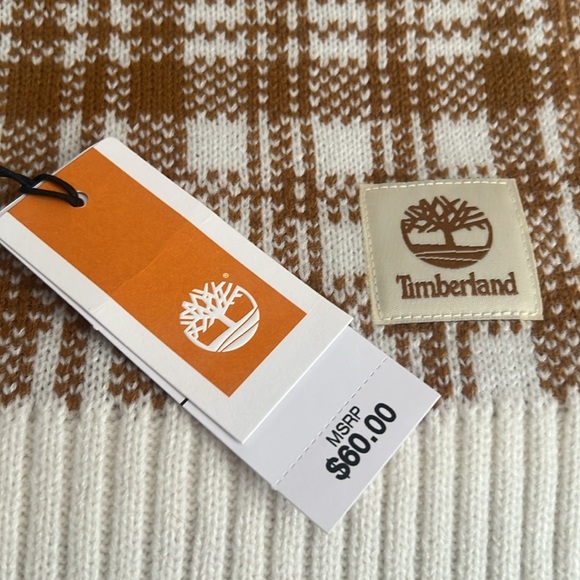 Timberland
®
MSRP
$60.00